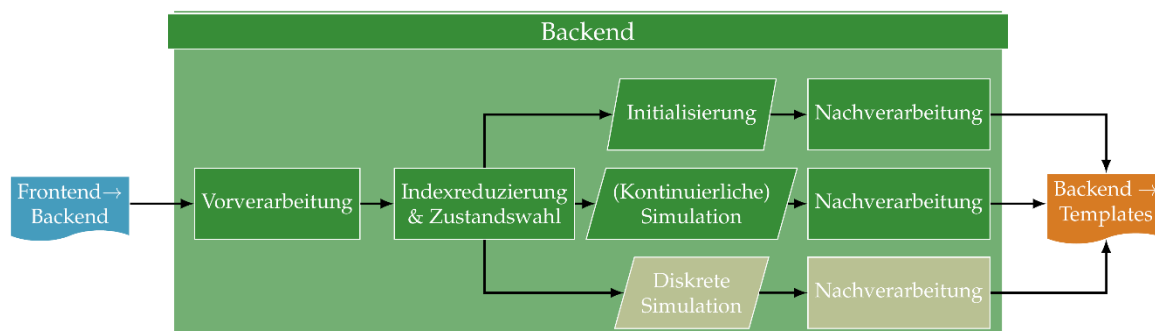 Backend
Frontend→
Backend
Vorverarbeitung
Indexreduzierung
& Zustandswahl
Initialisierung
Nachverarbeitung
(Kontinuierliche)
Simulation
Nachverarbeitung
Diskrete
Simulation
Nachverarbeitung
Backend →
Templates